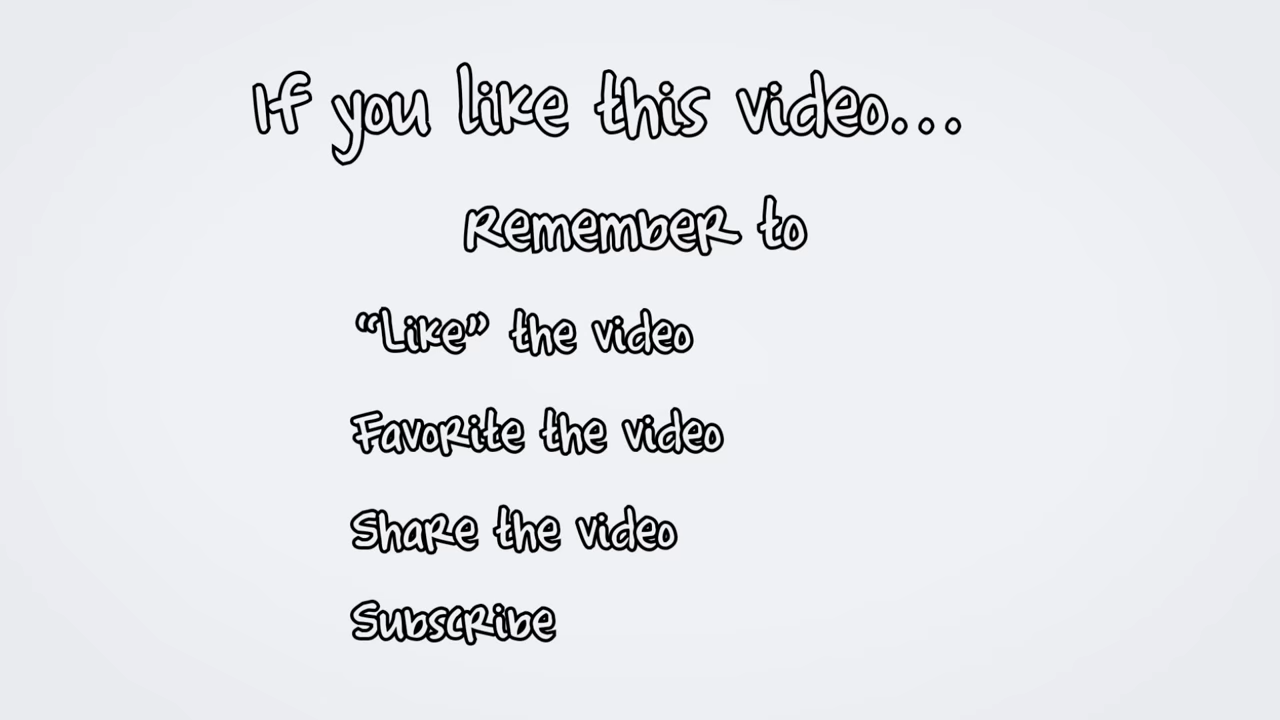 If you like this video...
Remember to
“Like” the video
Favorite the video
Share the video
Subscribe